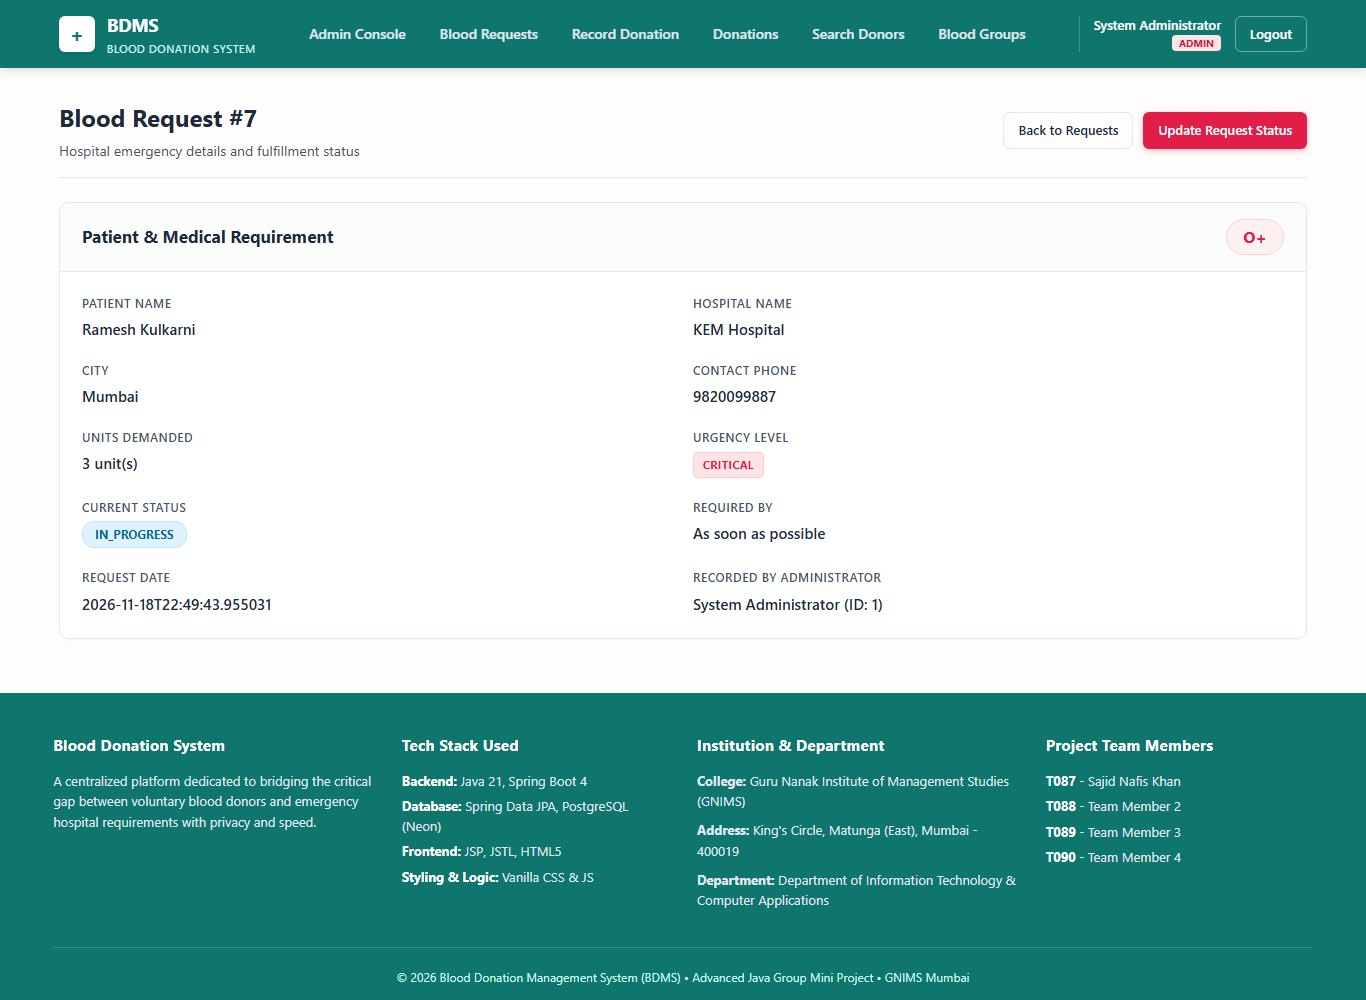 +
BDMS
BLOOD DONATION SYSTEM
Admin Console
Blood Requests
Record Donation
Donations
Search Donors
Blood Groups
System Administrator
ADMIN
Logout
Blood Request #7
Hospital emergency details and fulfillment status
Back to Requests
Update Request Status
Patient & Medical Requirement
O+
PATIENT NAME
Ramesh Kulkarni
HOSPITAL NAME
KEM Hospital
CITY
Mumbai
CONTACT PHONE
9820099887
UNITS DEMANDED
3 unit(s)
URGENCY LEVEL
CRITICAL
CURRENT STATUS
IN_PROGRESS
REQUIRED BY
As soon as possible
REQUEST DATE
2026-11-18T22:49:43.955031
RECORDED BY ADMINISTRATOR
System Administrator (ID: 1)
Blood Donation System
A centralized platform dedicated to bridging the critical
gap between voluntary blood donors and emergency
hospital requirements with privacy and speed.
Tech Stack Used
Backend: Java 21, Spring Boot 4
Database: Spring Data JPA, PostgreSQL
(Neon)
Frontend: JSP, JSTL, HTML5
Styling & Logic: Vanilla CSS & JS
Institution & Department
College: Guru Nanak Institute of Management Studies
(GNIMS)
Address: King's Circle, Matunga (East), Mumbai -
400019
Department: Department of Information Technology &
Computer Applications
Project Team Members
T087 - Sajid Nafis Khan
T088 - Team Member 2
T089 - Team Member 3
T090 - Team Member 4
© 2026 Blood Donation Management System (BDMS) • Advanced Java Group Mini Project • GNIMS Mumbai